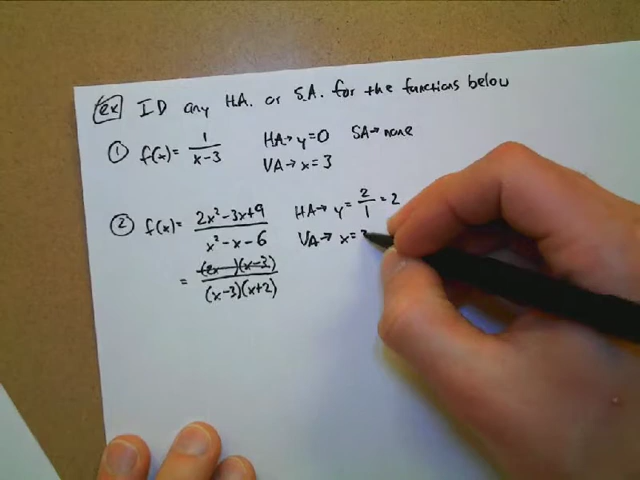 ex ID any HA. or S.A. for the functions below
① f(x) = 1/(x-3) HA→ y=0 SA→ none
VA→ x=3
② f(x) = (2x²-3x+9)/(x²-x-6) HA→ y = 2/1 = 2
VA→ x=
= (2x )(x-3)/((x-3)(x+2))